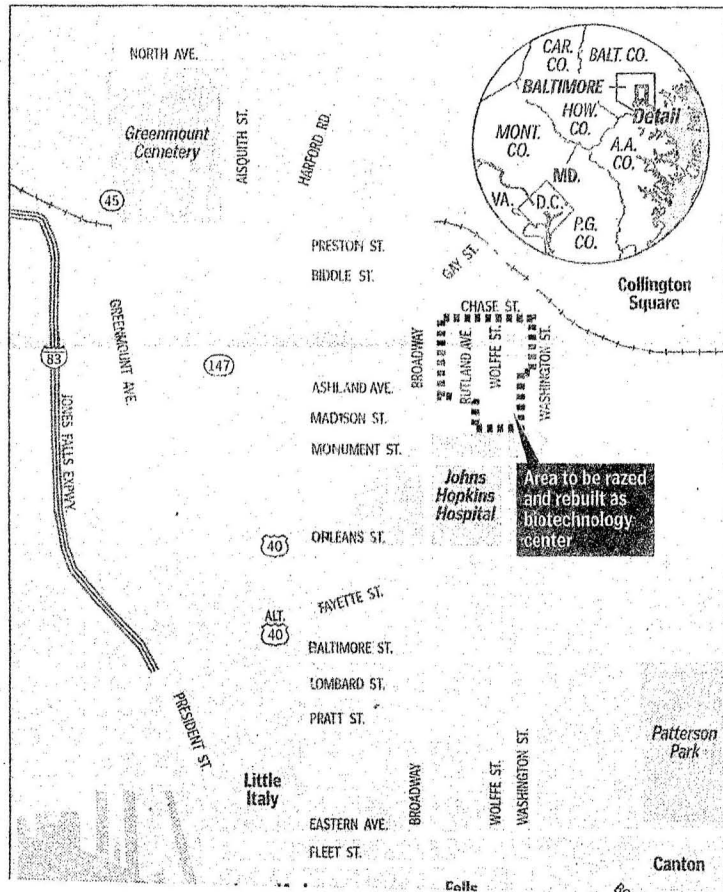 NORTH AVE.
Greenmount
Cemetery
AISQUITH ST.
HARFORD RD.
CAR.
CO.
BALT. CO.
BALTIMORE
HOW.
CO.
Detail
MONT.
CO.
A.A.
CO.
MD.
VA.
D.C.
P.G.
CO.
45
PRESTON ST.
BIDDLE ST.
GAY ST.
Collington
Square
CHASE ST.
GREENMOUNT AVE.
BROADWAY
RUTLAND AVE.
WOLFFE ST.
WASHINGTON ST.
83
147
JONES FALLS EXPWY.
ASHLAND AVE.
MADISON ST.
MONUMENT ST.
Johns
Hopkins
Hospital
Area to be razed
and rebuilt as
biotechnology
center
40
ORLEANS ST.
FAYETTE ST.
ALT.
40
BALTIMORE ST.
LOMBARD ST.
PRATT ST.
PRESIDENT ST.
Patterson
Park
Little
Italy
BROADWAY
WOLFFE ST.
WASHINGTON ST.
EASTERN AVE.
FLEET ST.
Canton
Fells